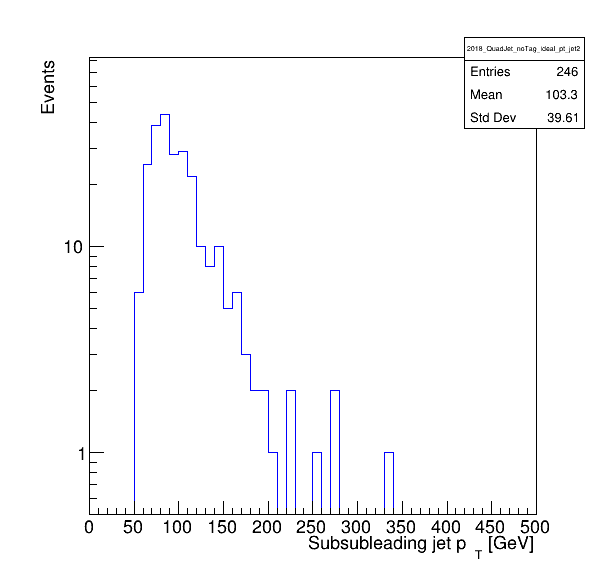 2018_QuadJet_noTag_ideal_pt_jet2
Entries 246
Mean 103.3
Std Dev 39.61
Events
10
1
0 50 100 150 200 250 300 350 400 450 500
Subsubleading jet p T [GeV]